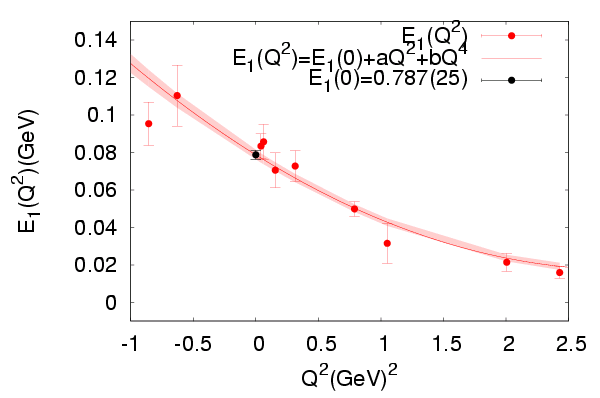 E₁(Q²)
E₁(Q²)=E₁(0)+aQ²+bQ⁴
E₁(0)=0.787(25)
0.14
0.12
0.1
0.08
0.06
0.04
0.02
0
E₁(Q²)(GeV)
-1 -0.5 0 0.5 1 1.5 2 2.5
Q²(GeV)²